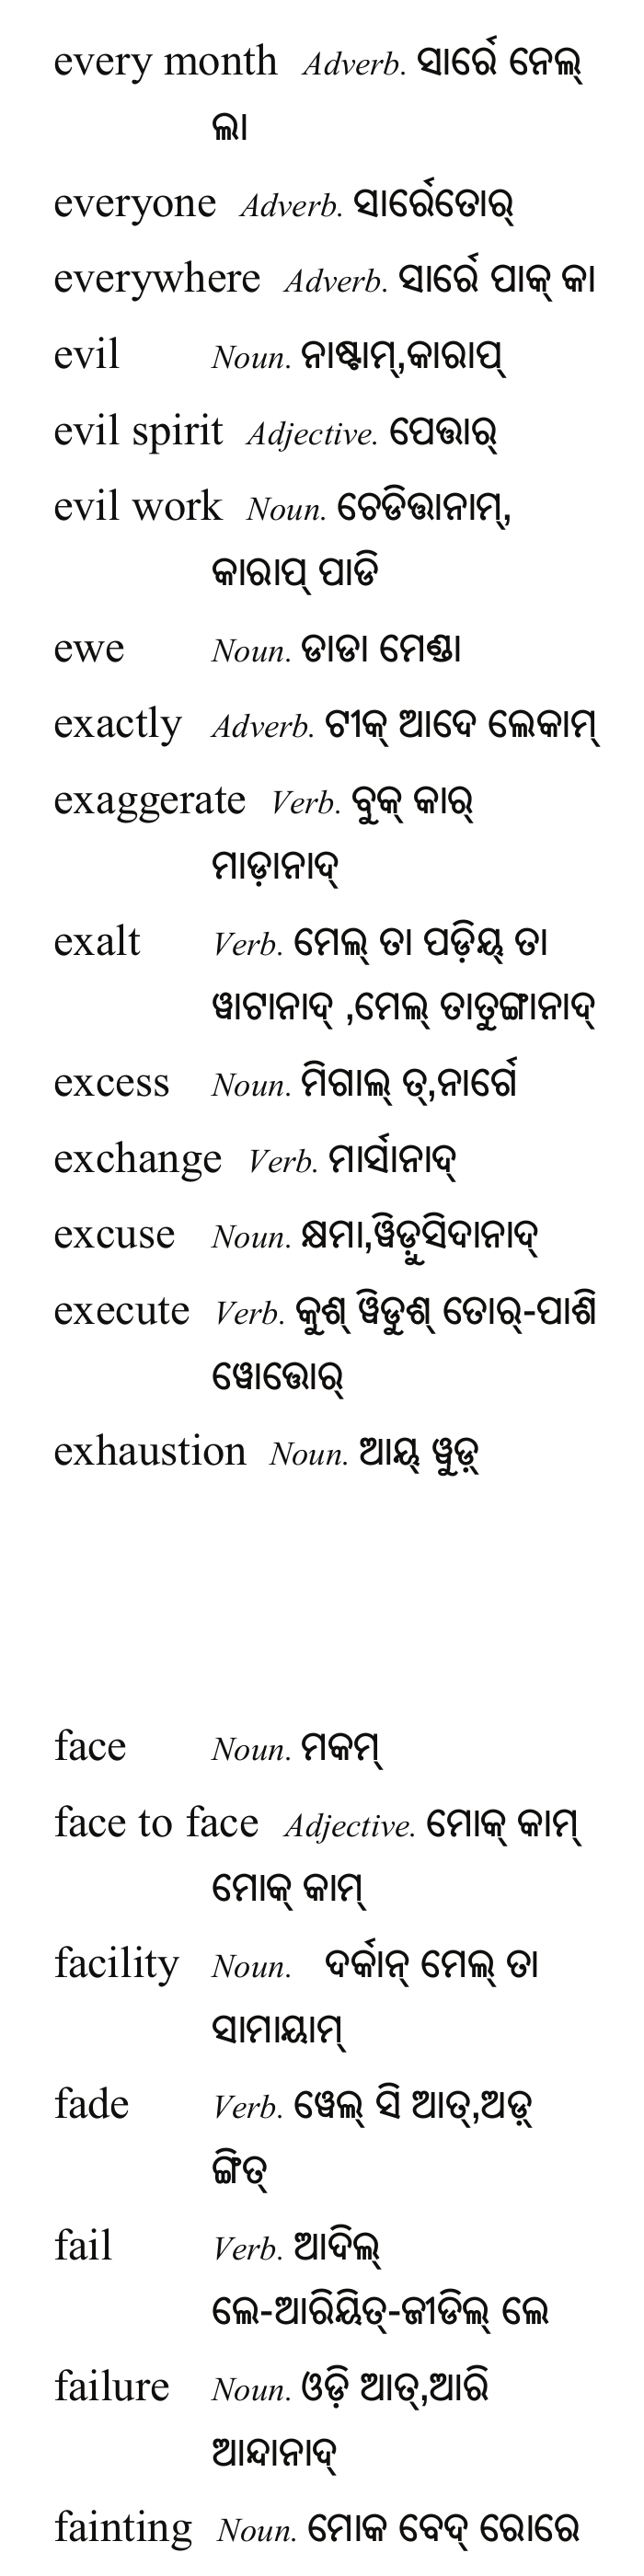 every month Adverb. ସାର୍ରେ ନେଲ୍
ଲା
everyone Adverb. ସାର୍ରେତୋର୍
everywhere Adverb. ସାର୍ରେ ପାକ୍ କା
evil Noun. ନାଷ୍ଟାମ୍,କାରାପ୍
evil spirit Adjective. ପେଣ୍ତାର୍
evil work Noun. ଚେଡିତ୍ତାନାମ୍,
କାରାପ୍ ପାଡି
ewe Noun. ଡାଡା ମେଣ୍ଡା
exactly Adverb. ଟୀକ୍ ଆଦେ ଲେକାମ୍
exaggerate Verb. ବୁକ୍ କାର୍
ମାଡ଼ାନାଦ୍
exalt Verb. ମେଲ୍ ତା ପଡ଼ିୟ୍ ତା
ୱାଟାନାଦ୍ ,ମେଲ୍ ତାତୁଙ୍ଗାନାଦ୍
excess Noun. ମିଗାଲ୍ ତ୍,ନାର୍ଗେ
exchange Verb. ମାର୍ସାନାଦ୍
excuse Noun. କ୍ଷମା,ୱିଡ଼ୁସିଦାନାଦ୍
execute Verb. କୁଶ୍ ୱିଡୁଶ୍ ତୋର୍-ପାଶି
ୱୋତ୍ତୋର୍
exhaustion Noun. ଆୟ୍ ୱୁଡ଼୍
face Noun. ମକମ୍
face to face Adjective. ମୋକ୍ କାମ୍
ମୋକ୍ କାମ୍
facility Noun. ଦର୍କାନ୍ ମେଲ୍ ତା
ସାମାୟାମ୍
fade Verb. ୱେଲ୍ ସି ଆତ୍,ଅଡ଼୍
ଙ୍ଗିତ୍
fail Verb. ଆଦିଲ୍
ଲେ-ଆରିୟିତ୍-ଜୀଡିଲ୍ ଲେ
failure Noun. ଓଡ଼ି ଆତ୍,ଆରି
ଆନ୍ଦାନାଦ୍
fainting Noun. ମୋକ ବେଦ୍ ରୋରେ